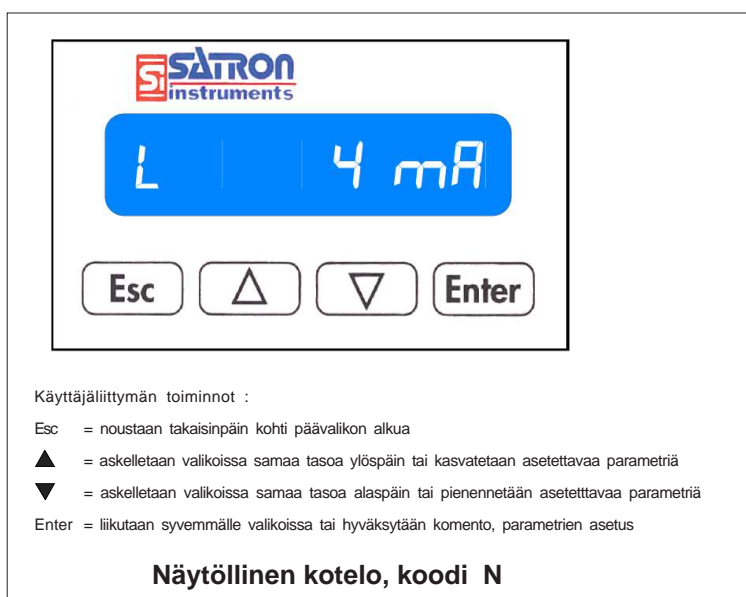 SATRON
instruments
L 4 mA
Esc △ ▽ Enter
Käyttäjäliittymän toiminnot :
Esc = noustaan takaisinpäin kohti päävalikon alkua
▲ = askelletaan valikoissa samaa tasoa ylöspäin tai kasvatetaan asetettavaa parametriä
▼ = askelletaan valikoissa samaa tasoa alaspäin tai pienennetään asetetttavaa parametriä
Enter = liikutaan syvemmälle valikoissa tai hyväksytään komento, parametrien asetus
Näytöllinen kotelo, koodi N